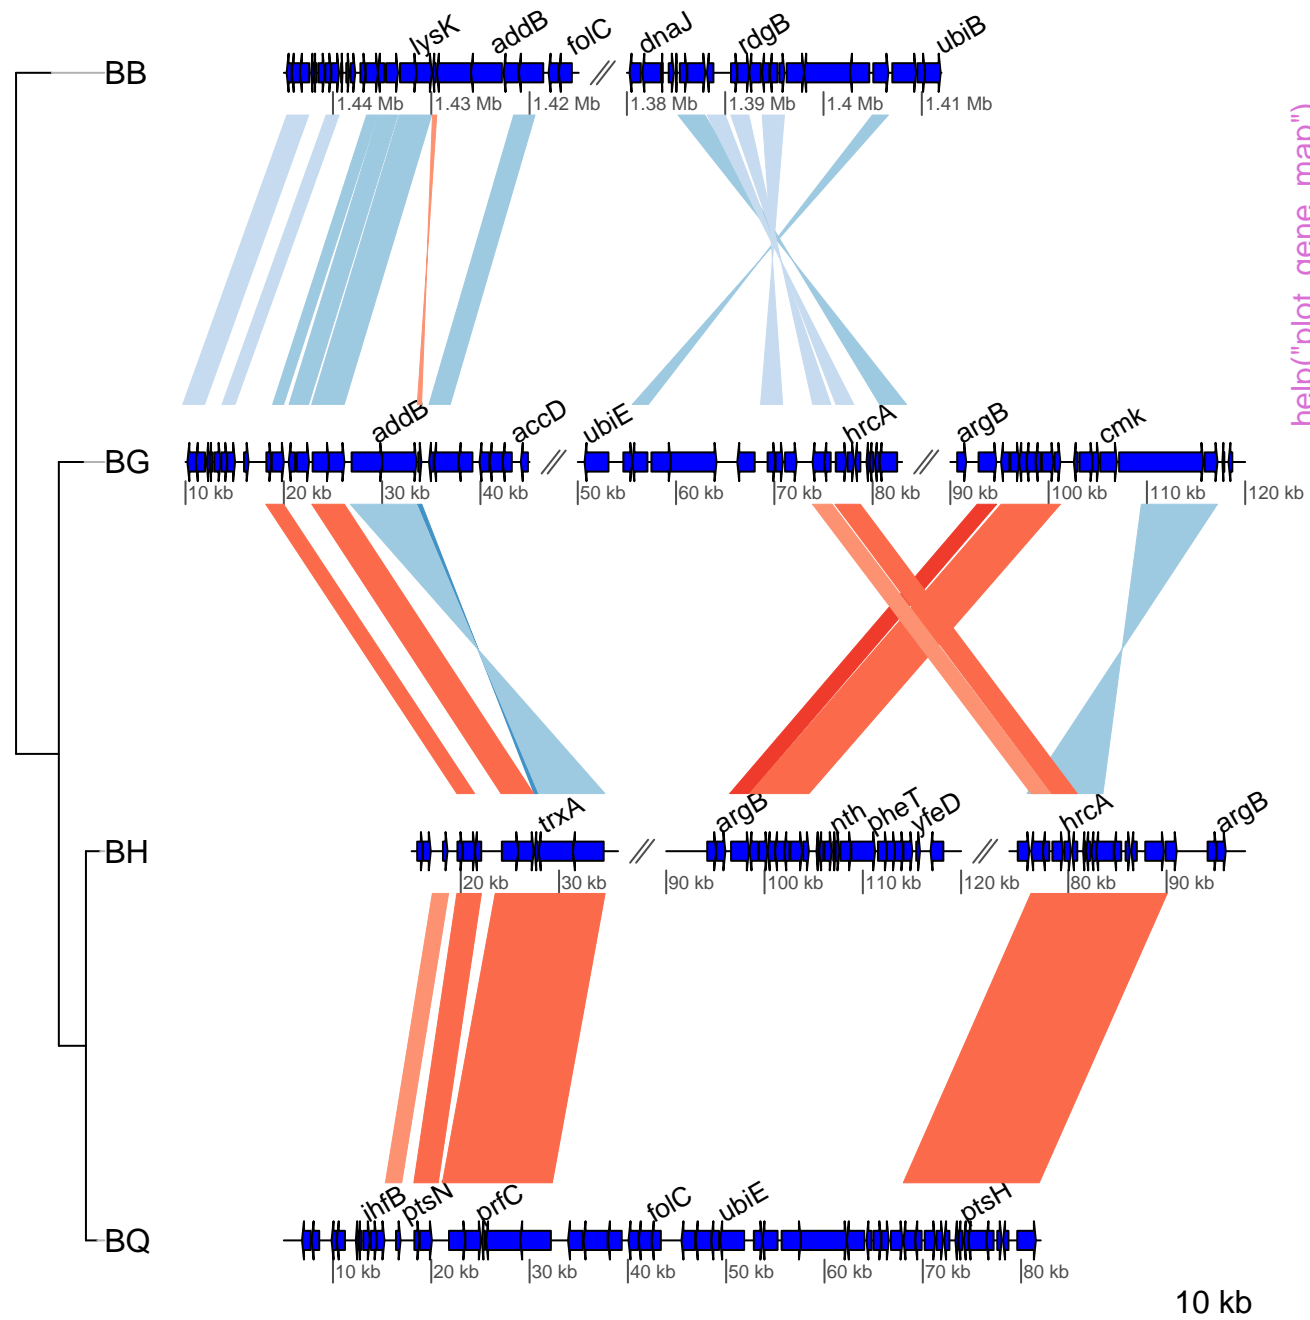 lysK addB folC dnaJ rdgB ubiB
BB
1.44 Mb 1.43 Mb 1.42 Mb 1.38 Mb 1.39 Mb 1.4 Mb 1.41 Mb
help("plot_gene_map")
addB accD ubiE hrcA argB cmk
BG
10 kb 20 kb 30 kb 40 kb 50 kb 60 kb 70 kb 80 kb 90 kb 100 kb 110 kb 120 kb
trxA argB nth pheT yfeD hrcA argB
BH
20 kb 30 kb 90 kb 100 kb 110 kb 120 kb 80 kb 90 kb
ihfB ptsN prfC folC ubiE ptsH
BQ
10 kb 20 kb 30 kb 40 kb 50 kb 60 kb 70 kb 80 kb
10 kb